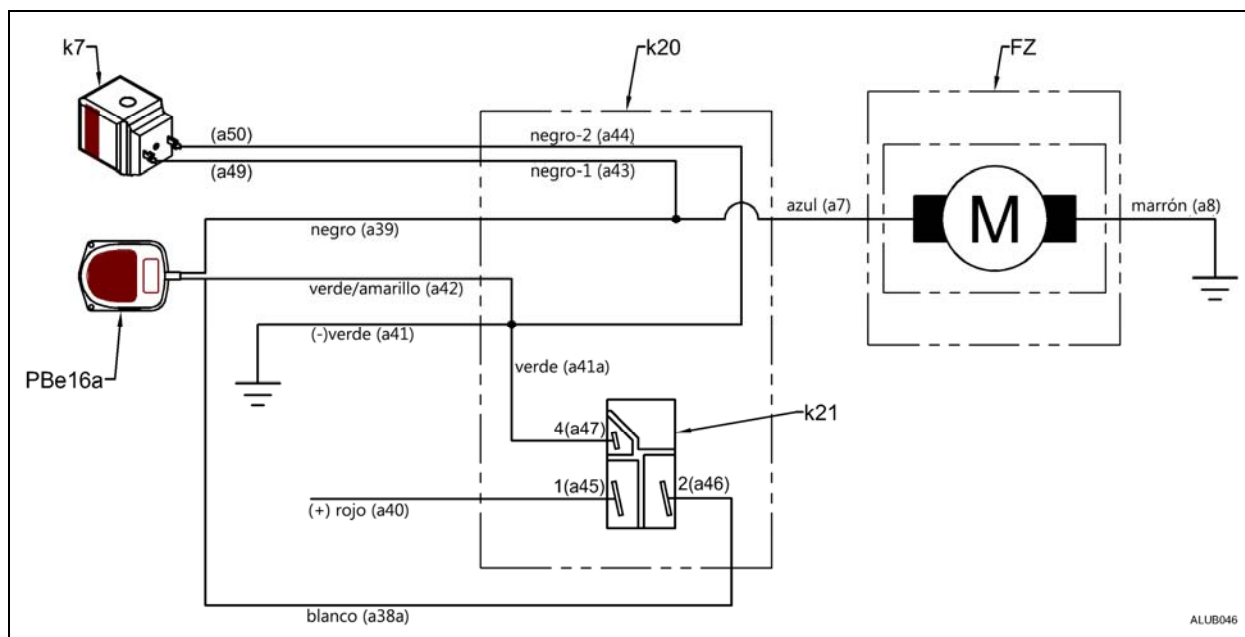 k7
k20
FZ
(a50)
negro-2 (a44)
(a49)
negro-1 (a43)
azul (a7)
M
marrón (a8)
negro (a39)
verde/amarillo (a42)
(-)verde (a41)
PBe16a
verde (a41a)
k21
4(a47)
1(a45)
2(a46)
(+) rojo (a40)
blanco (a38a)
ALUB046